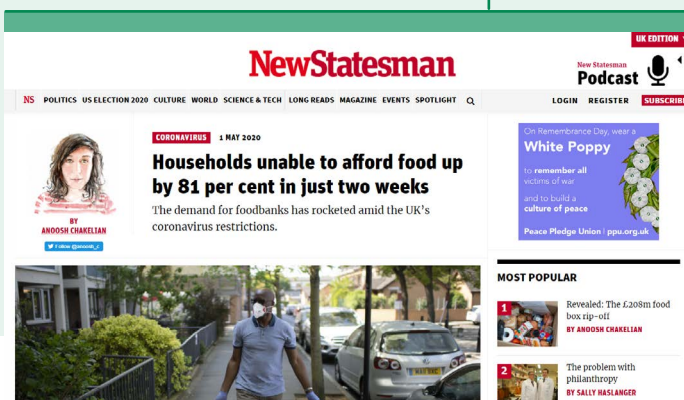 UK EDITION
NewStatesman
New Statesman
Podcast
NS POLITICS US ELECTION 2020 CULTURE WORLD SCIENCE & TECH LONG READS MAGAZINE EVENTS SPOTLIGHT
LOGIN REGISTER SUBSCRIBE
CORONAVIRUS 1 MAY 2020
Households unable to afford food up
by 81 per cent in just two weeks
The demand for foodbanks has rocketed amid the UK's
coronavirus restrictions.
BY
ANOOSH CHAKELIAN
Follow @anoosh_c
On Remembrance Day, wear a
White Poppy
to remember all
victims of war
and to build a
culture of peace
Peace Pledge Union | ppu.org.uk
MOST POPULAR
1
Revealed: The £208m food
box rip-off
BY ANOOSH CHAKELIAN
2
The problem with
philanthropy
BY SALLY HASLANGER